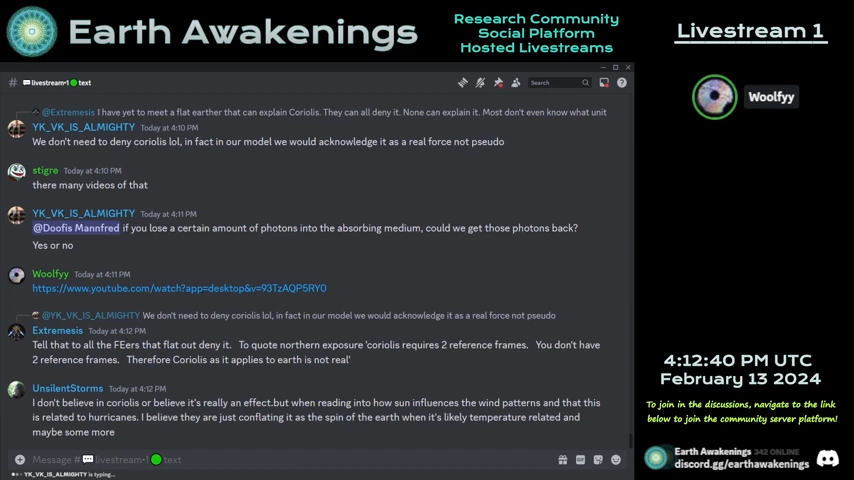 Earth Awakenings
Research Community
Social Platform
Hosted Livestreams
Livestream 1
Woolfyy
# livestream•1 text
Search
@Extremesis I have yet to meet a flat earther that can explain Coriolis. They can all deny it. None can explain it. Most don't even know what unit
YK_VK_IS_ALMIGHTY Today at 4:10 PM
We don't need to deny coriolis lol, in fact in our model we would acknowledge it as a real force not pseudo
stigre Today at 4:10 PM
there many videos of that
YK_VK_IS_ALMIGHTY Today at 4:11 PM
@Doofis Mannfred if you lose a certain amount of photons into the absorbing medium, could we get those photons back?
Yes or no
Woolfyy Today at 4:11 PM
https://www.youtube.com/watch?app=desktop&v=93TzAQP5RY0
@YK_VK_IS_ALMIGHTY We don't need to deny coriolis lol, in fact in our model we would acknowledge it as a real force not pseudo
Extremesis Today at 4:12 PM
Tell that to all the FEers that flat out deny it. To quote northern exposure 'coriolis requires 2 reference frames. You don't have
2 reference frames. Therefore Coriolis as it applies to earth is not real'
UnsilentStorms Today at 4:12 PM
I don't believe in coriolis or believe it's really an effect.but when reading into how sun influences the wind patterns and that this
is related to hurricanes. I believe they are just conflating it as the spin of the earth when it's likely temperature related and
maybe some more
Message # livestream•1 text
YK_VK_IS_ALMIGHTY is typing...
4:12:40 PM UTC
February 13 2024
To join in the discussions, navigate to the link
below to join the community server platform!
Earth Awakenings 342 ONLINE
discord.gg/earthawakenings